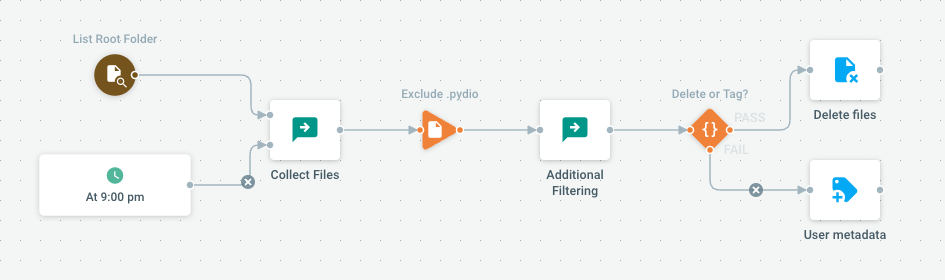 List Root Folder
Exclude .pydio
Delete or Tag?
{}
PASS
FAIL
Delete files
Collect Files
Additional
Filtering
At 9:00 pm
User metadata